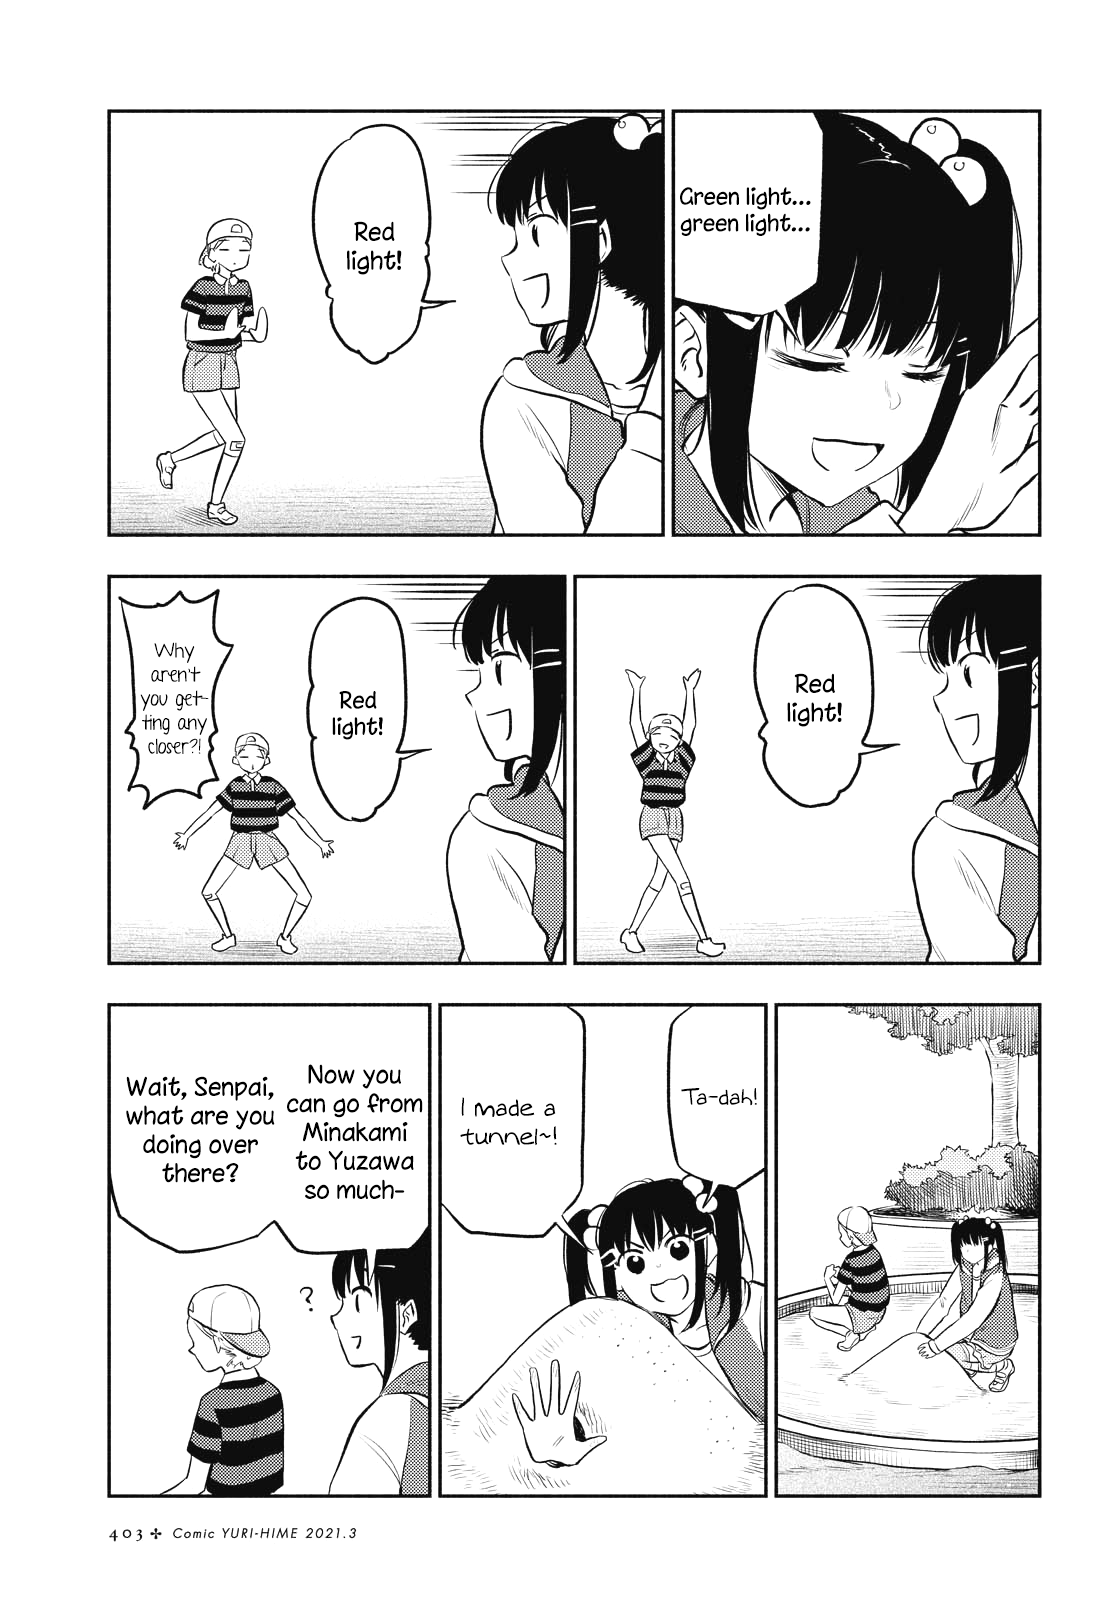 Green light...
green light...
Red
light!
Red
light!
Red
light!
Why
aren't
you get-
ting any
closer?!
Ta-dah!
I made a
tunnel~!
Now you
can go from
Minakami
to Yuzawa
so much-
Wait, Senpai,
what are you
doing over
there?
?
403 ✣ Comic YURI-HIME 2021.3